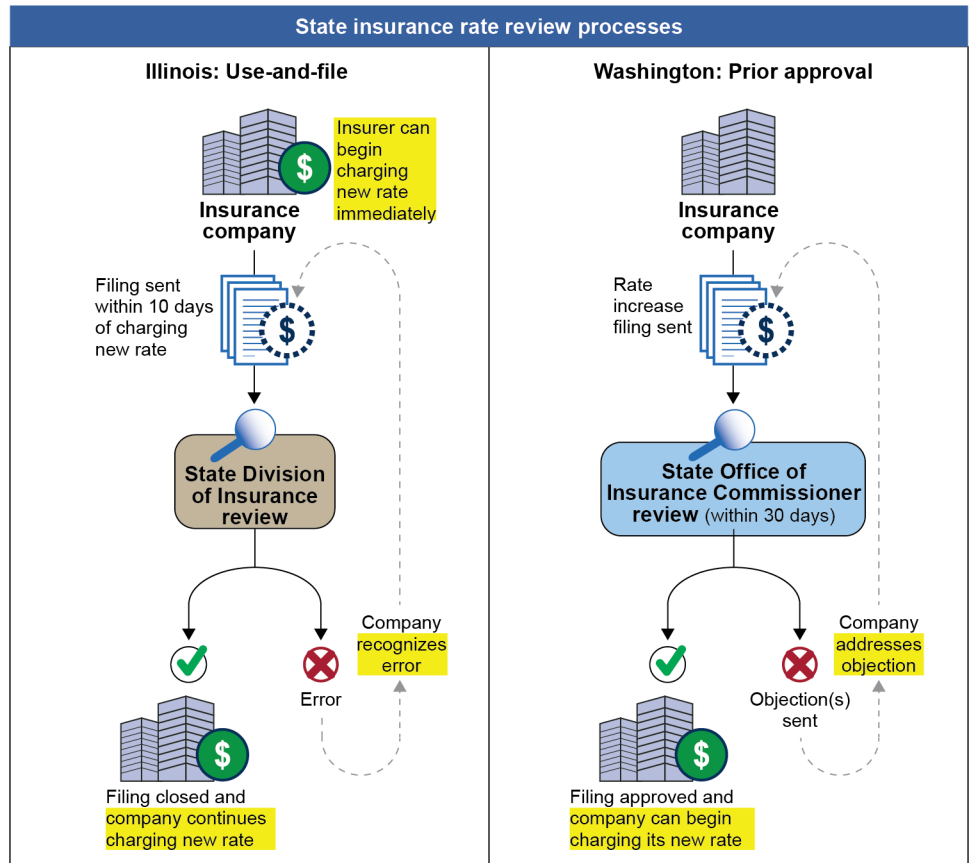 State insurance rate review processes
Illinois: Use-and-file
$
Insurer can
begin
charging
new rate
immediately
Insurance
company
Filing sent
within 10 days
of charging
new rate
$
State Division
of Insurance
review
Company
recognizes
error
Error
$
Filing closed and
company continues
charging new rate
Washington: Prior approval
Insurance
company
Rate
increase
filing sent
$
State Office of
Insurance Commissioner
review (within 30 days)
Company
addresses
objection
Objection(s)
sent
$
Filing approved and
company can begin
charging its new rate